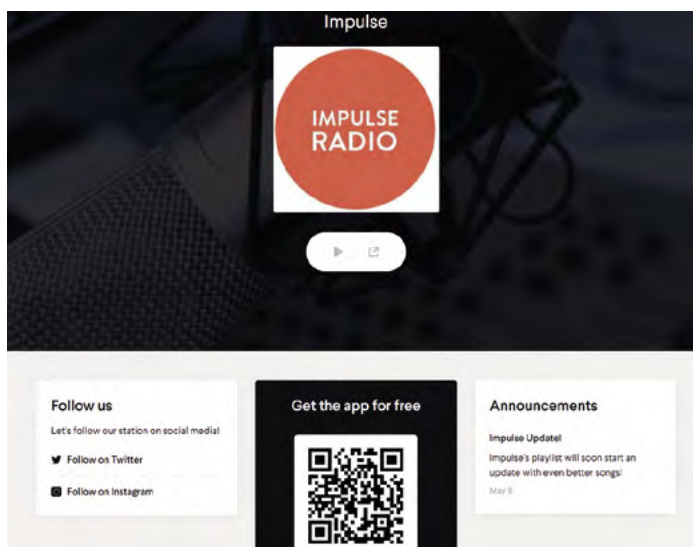 Impulse
IMPULSE
RADIO
Follow us
Let's follow our station on social media!
Follow on Twitter
Follow on Instagram
Get the app for free
Announcements
Impulse Update!
Impulse's playlist will soon start an
update with even better songs!
May 8